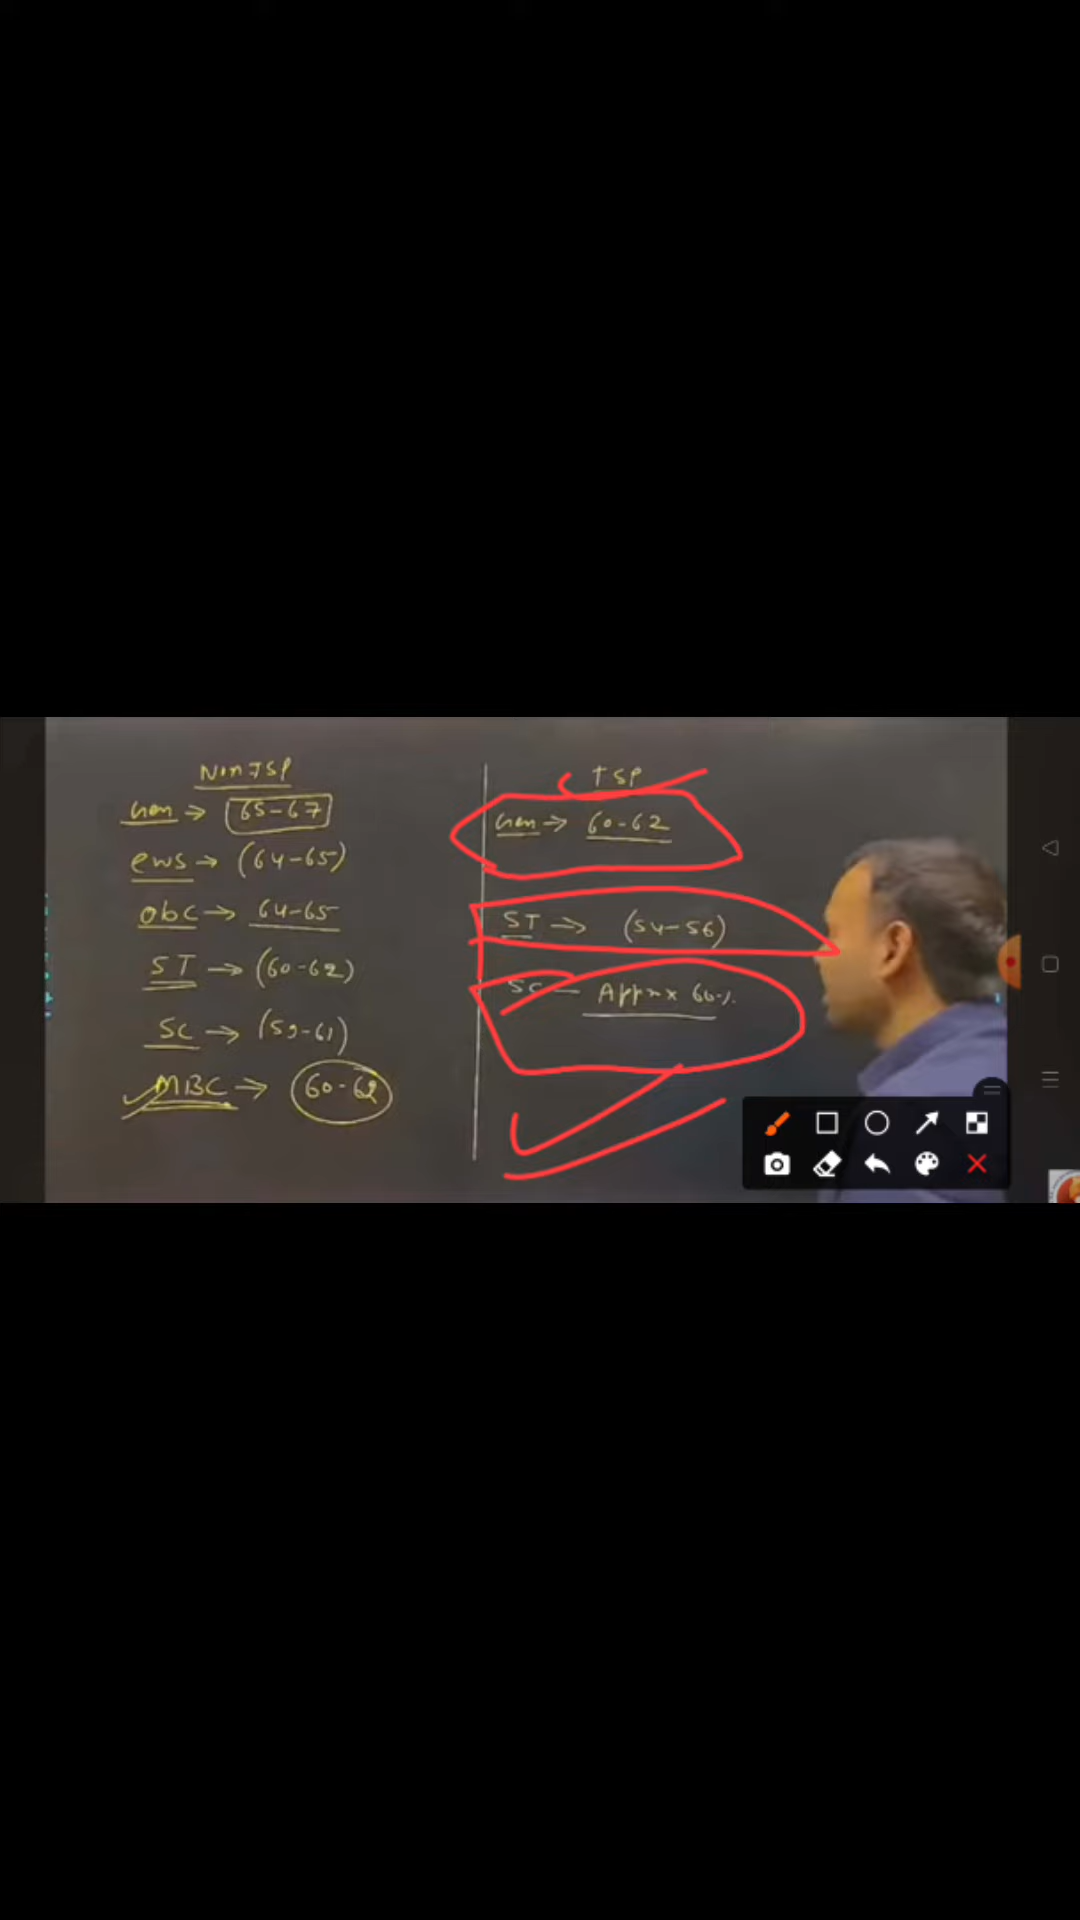 Non TSP
Gen → 65-67
ews → (64-65)
obc → 64-65
ST → (60-62)
SC → (59-61)
MBC → 60-62
TSP
Gen → 60-62
ST ⇒ (54-56)
SC - Apprx 60%